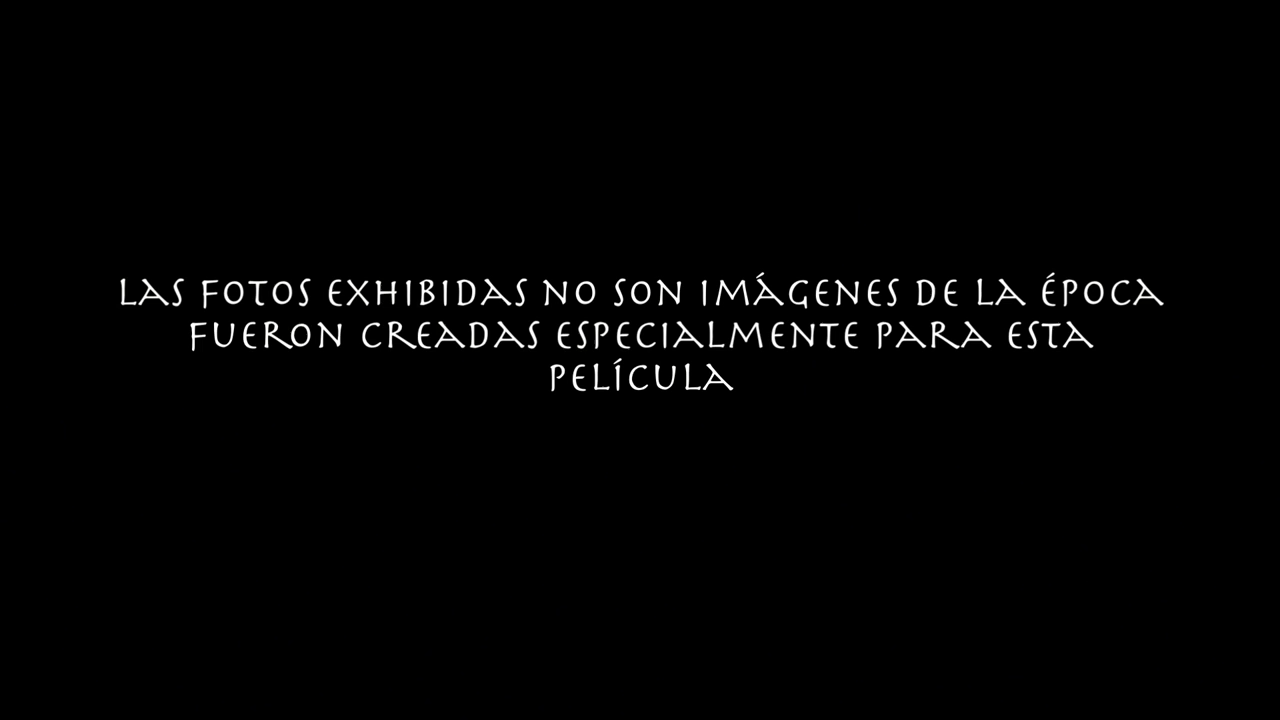 LAS FOTOS EXHIBIDAS NO SON IMÁGENES DE LA ÉPOCA
FUERON CREADAS ESPECIALMENTE PARA ESTA
PELÍCULA